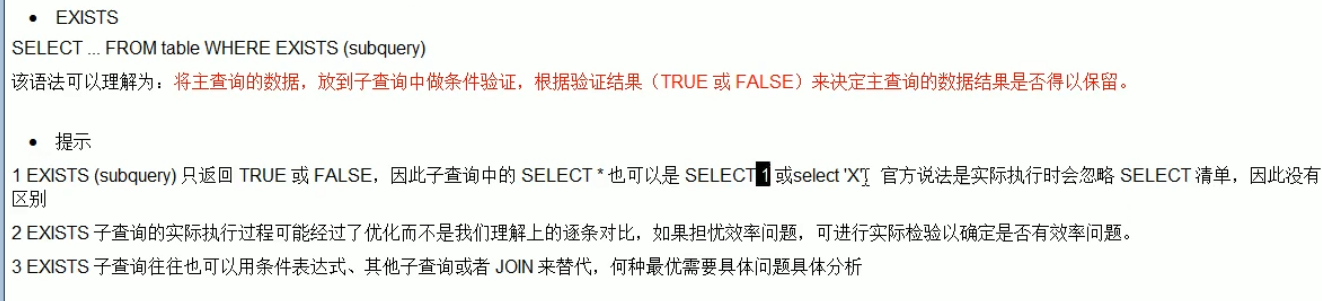 • EXISTS
SELECT ... FROM table WHERE EXISTS (subquery)
该语法可以理解为：将主查询的数据，放到子查询中做条件验证，根据验证结果（TRUE 或 FALSE）来决定主查询的数据结果是否得以保留。
• 提示
1 EXISTS (subquery) 只返回 TRUE 或 FALSE，因此子查询中的 SELECT * 也可以是 SELECT 1 或select 'X'，官方说法是实际执行时会忽略 SELECT 清单，因此没有
区别
2 EXISTS 子查询的实际执行过程可能经过了优化而不是我们理解上的逐条对比，如果担忧效率问题，可进行实际检验以确定是否有效率问题。
3 EXISTS 子查询往往也可以用条件表达式、其他子查询或者 JOIN 来替代，何种最优需要具体问题具体分析